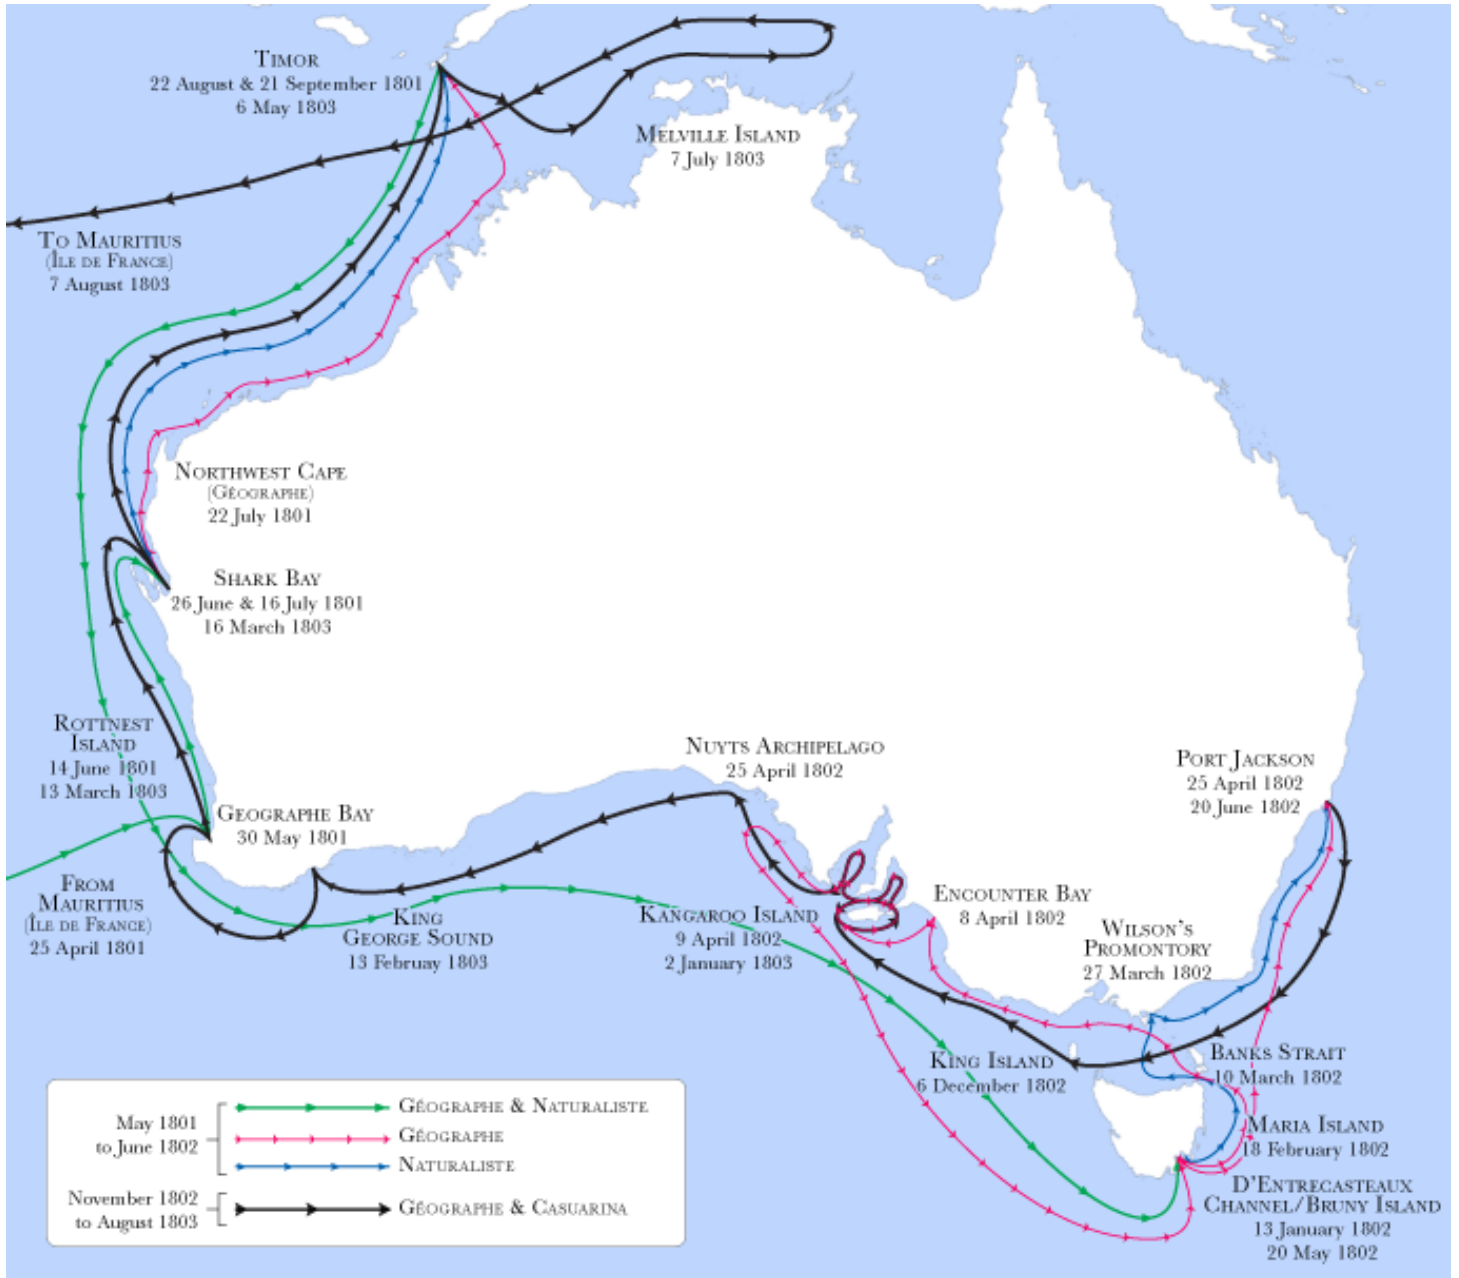 TIMOR
22 August & 21 September 1801
6 May 1803
MELVILLE ISLAND
7 July 1803
TO MAURITIUS
(ÎLE DE FRANCE)
7 August 1803
NORTHWEST CAPE
(GÉOGRAPHE)
22 July 1801
SHARK BAY
26 June & 16 July 1801
16 March 1803
ROTTNEST
ISLAND
14 June 1801
13 March 1803
GEOGRAPHE BAY
30 May 1801
FROM
MAURITIUS
(ÎLE DE FRANCE)
25 April 1801
KING
GEORGE SOUND
13 Februay 1803
NUYTS ARCHIPELAGO
25 April 1802
KANGAROO ISLAND
9 April 1802
2 January 1803
ENCOUNTER BAY
8 April 1802
PORT JACKSON
25 April 1802
20 June 1802
WILSON'S
PROMONTORY
27 March 1802
KING ISLAND
6 December 1802
BANKS STRAIT
10 March 1802
MARIA ISLAND
18 February 1802
D'ENTRECASTEAUX
CHANNEL/BRUNY ISLAND
13 January 1802
20 May 1802
May 1801
to June 1802
GÉOGRAPHE & NATURALISTE
GÉOGRAPHE
NATURALISTE
November 1802
to August 1803
GÉOGRAPHE & CASUARINA